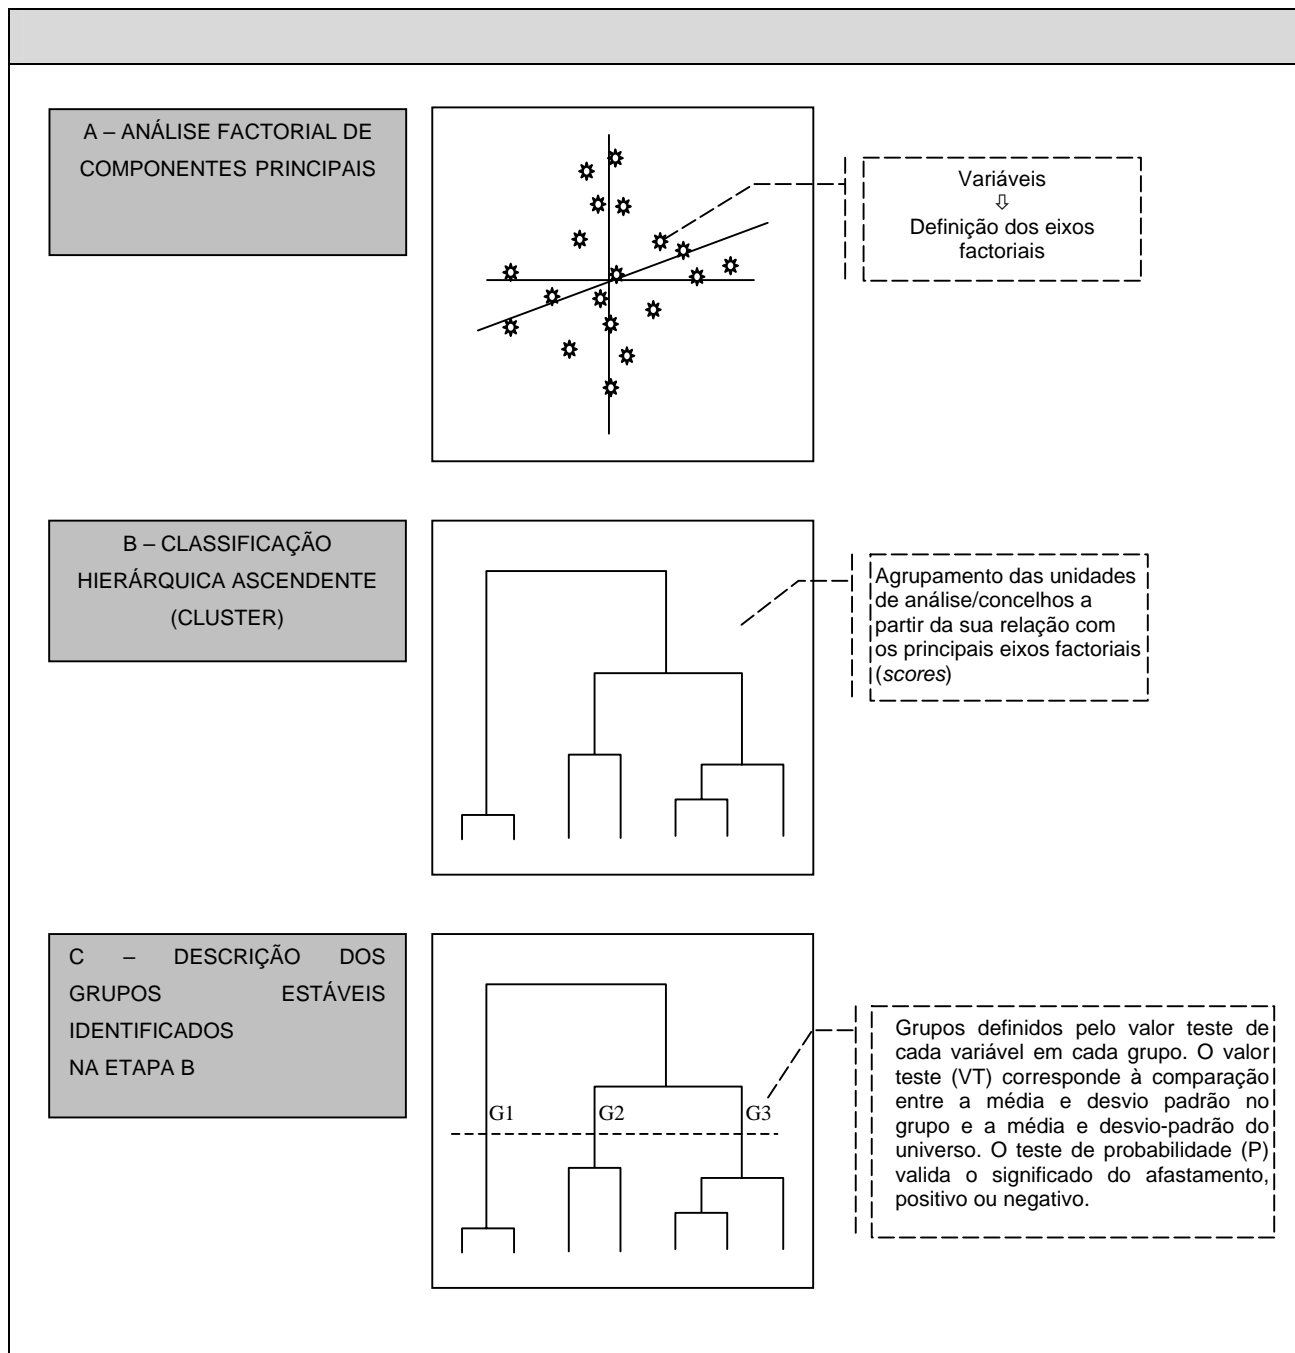 A – ANÁLISE FACTORIAL DE
COMPONENTES PRINCIPAIS
Variáveis
⇩
Definição dos eixos
factoriais
B – CLASSIFICAÇÃO
HIERÁRQUICA ASCENDENTE
(CLUSTER)
Agrupamento das unidades
de análise/concelhos a
partir da sua relação com
os principais eixos factoriais
(scores)
C – DESCRIÇÃO DOS
GRUPOS ESTÁVEIS
IDENTIFICADOS
NA ETAPA B
G1 G2 G3
Grupos definidos pelo valor teste de
cada variável em cada grupo. O valor
teste (VT) corresponde à comparação
entre a média e desvio padrão no
grupo e a média e desvio-padrão do
universo. O teste de probabilidade (P)
valida o significado do afastamento,
positivo ou negativo.